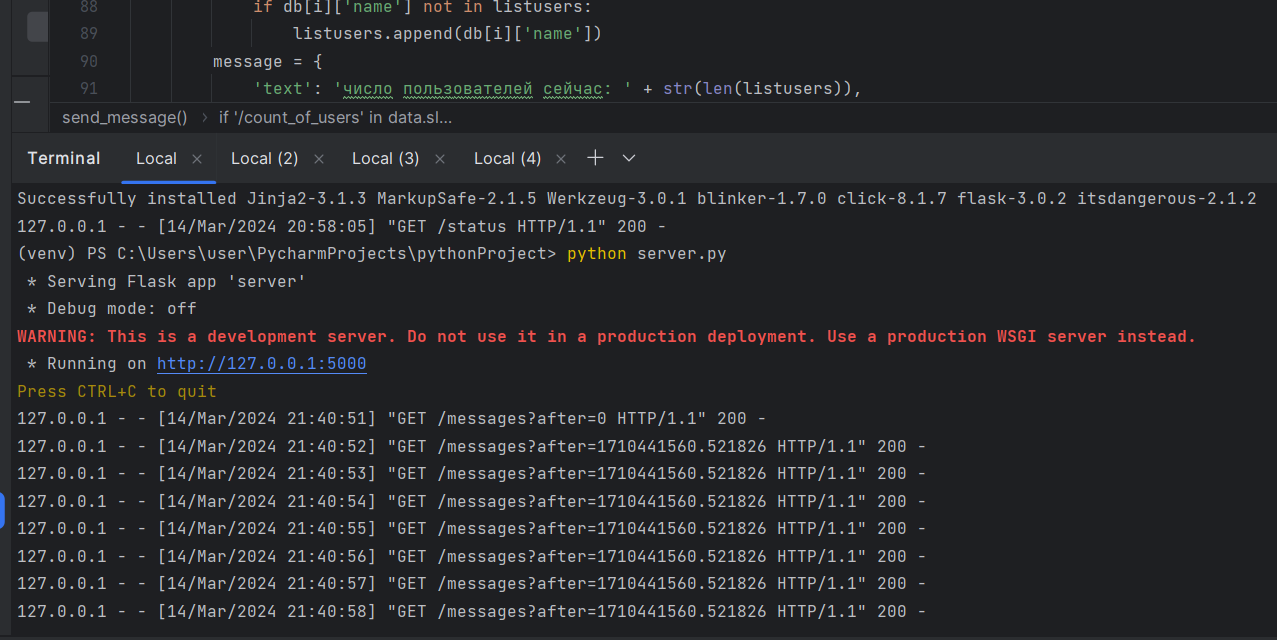 88 if db[i]['name'] not in listusers:
89 listusers.append(db[i]['name'])
90 message = {
91 'text': 'число пользователей сейчас: ' + str(len(listusers)),
send_message() › if '/count_of_users' in data.sl...
Terminal Local × Local (2) × Local (3) × Local (4) × +
Successfully installed Jinja2-3.1.3 MarkupSafe-2.1.5 Werkzeug-3.0.1 blinker-1.7.0 click-8.1.7 flask-3.0.2 itsdangerous-2.1.2
127.0.0.1 - - [14/Mar/2024 20:58:05] "GET /status HTTP/1.1" 200 -
(venv) PS C:\Users\user\PycharmProjects\pythonProject> python server.py
* Serving Flask app 'server'
* Debug mode: off
WARNING: This is a development server. Do not use it in a production deployment. Use a production WSGI server instead.
* Running on http://127.0.0.1:5000
Press CTRL+C to quit
127.0.0.1 - - [14/Mar/2024 21:40:51] "GET /messages?after=0 HTTP/1.1" 200 -
127.0.0.1 - - [14/Mar/2024 21:40:52] "GET /messages?after=1710441560.521826 HTTP/1.1" 200 -
127.0.0.1 - - [14/Mar/2024 21:40:53] "GET /messages?after=1710441560.521826 HTTP/1.1" 200 -
127.0.0.1 - - [14/Mar/2024 21:40:54] "GET /messages?after=1710441560.521826 HTTP/1.1" 200 -
127.0.0.1 - - [14/Mar/2024 21:40:55] "GET /messages?after=1710441560.521826 HTTP/1.1" 200 -
127.0.0.1 - - [14/Mar/2024 21:40:56] "GET /messages?after=1710441560.521826 HTTP/1.1" 200 -
127.0.0.1 - - [14/Mar/2024 21:40:57] "GET /messages?after=1710441560.521826 HTTP/1.1" 200 -
127.0.0.1 - - [14/Mar/2024 21:40:58] "GET /messages?after=1710441560.521826 HTTP/1.1" 200 -